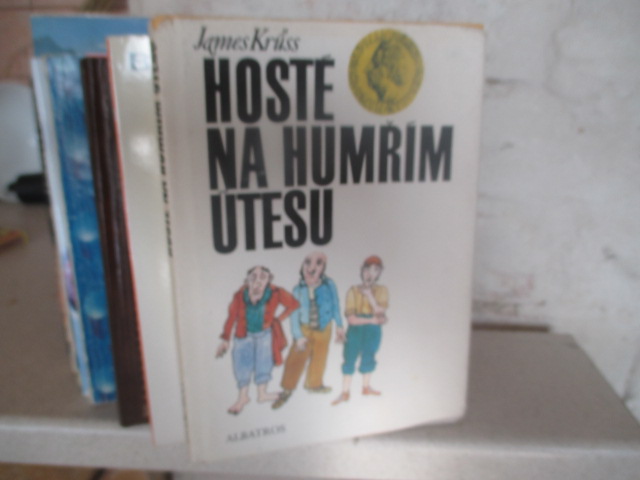 James Krüss
HOSTÉ
NA HUMŘÍM
ÚTESU
ALBATROS